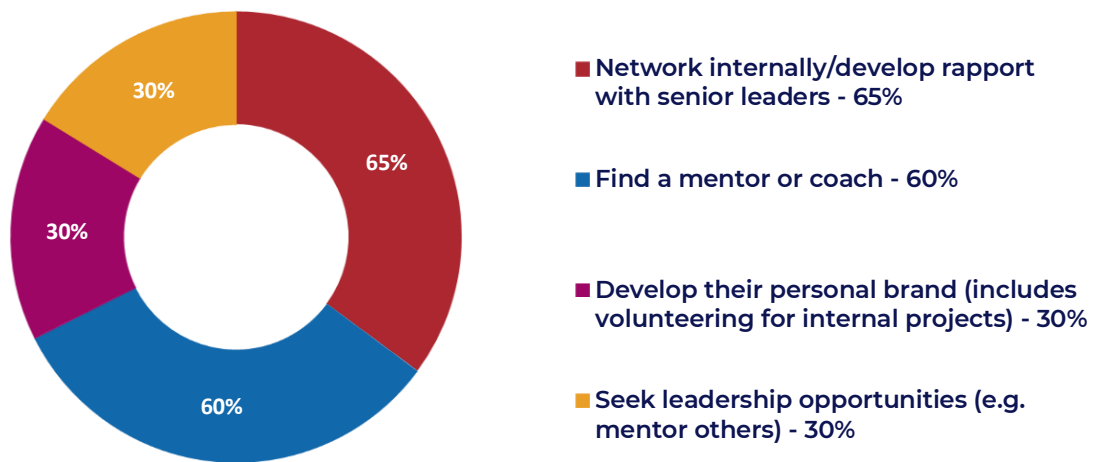 30%
65%
30%
60%
Network internally/develop rapport
with senior leaders - 65%
Find a mentor or coach - 60%
Develop their personal brand (includes
volunteering for internal projects) - 30%
Seek leadership opportunities (e.g.
mentor others) - 30%